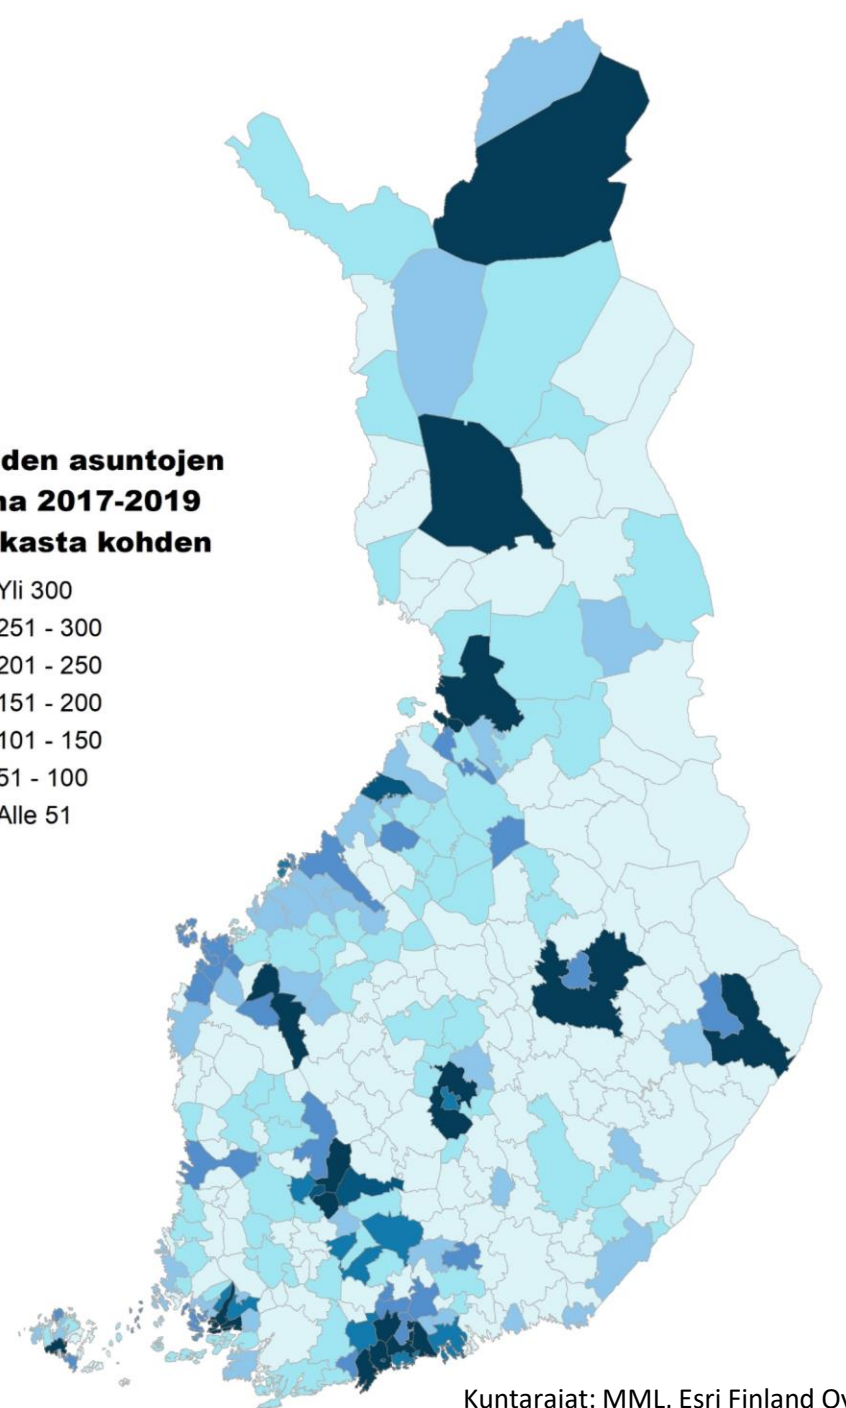 den asuntojen
na 2017-2019
kasta kohden
Yli 300
251 - 300
201 - 250
151 - 200
101 - 150
51 - 100
Alle 51
Kuntarajat: MML, Esri Finland Oy